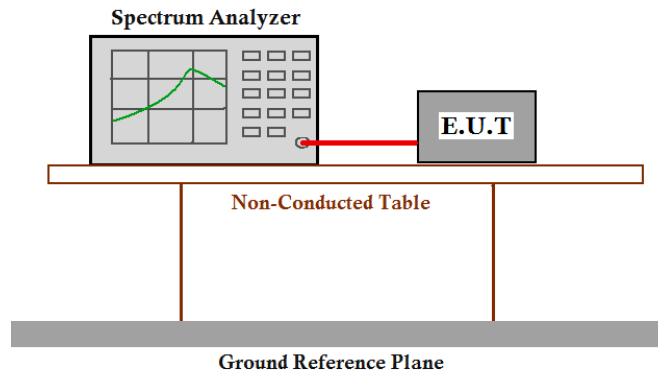 Spectrum Analyzer
E.U.T
Non-Conducted Table
Ground Reference Plane